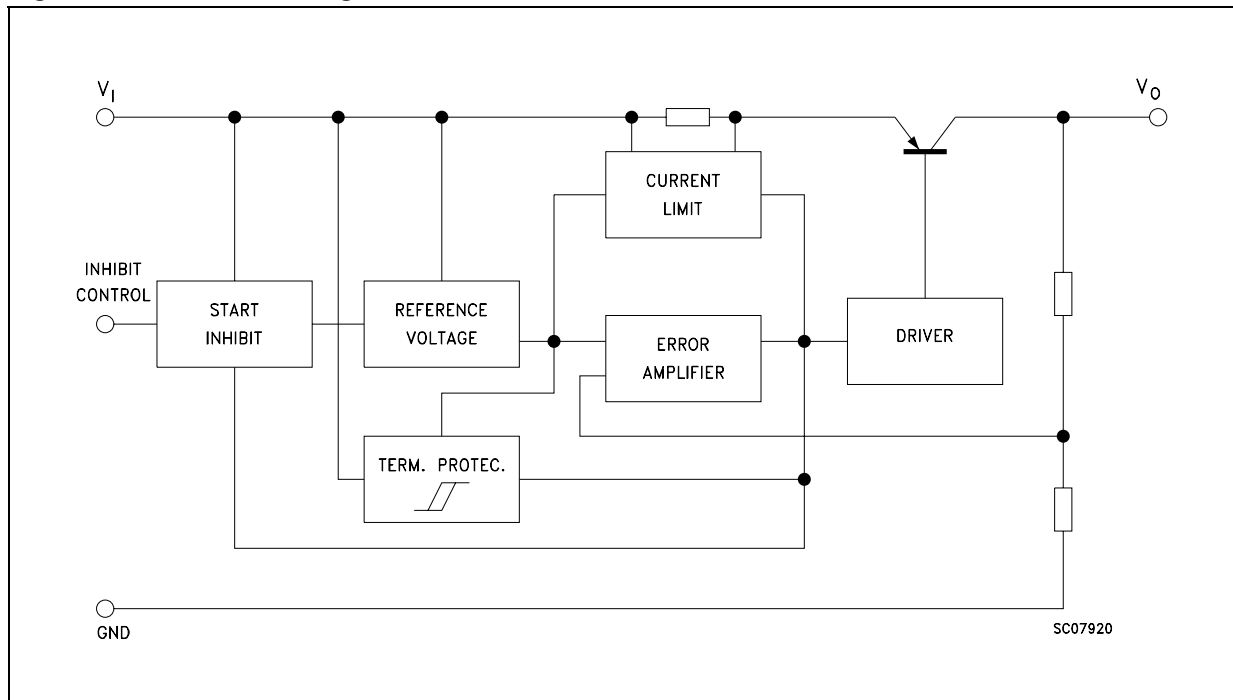 V_I
V_O
CURRENT
LIMIT
INHIBIT
CONTROL
START
INHIBIT
REFERENCE
VOLTAGE
ERROR
AMPLIFIER
DRIVER
TERM. PROTEC.
GND
SC07920